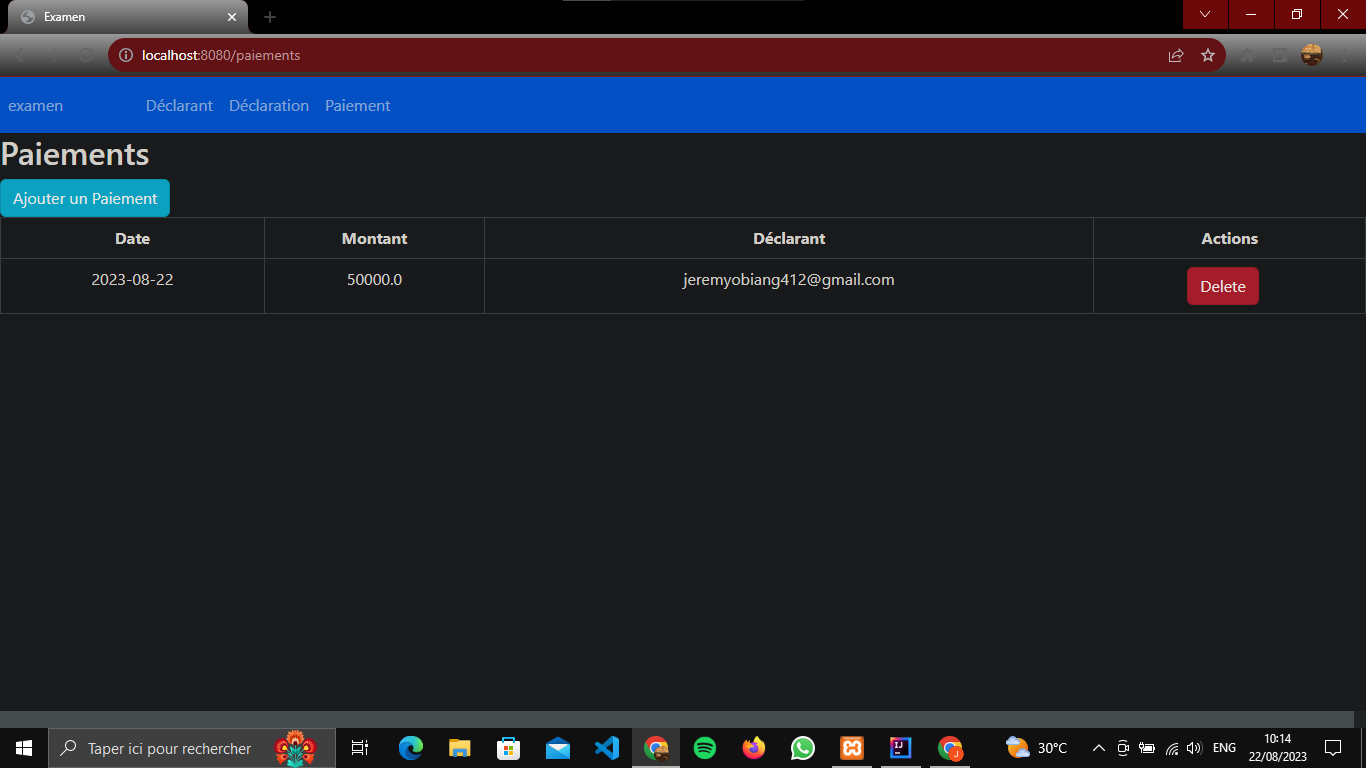 Examen
localhost:8080/paiements
examen Déclarant Déclaration Paiement
Paiements
Ajouter un Paiement
Date Montant Déclarant Actions
2023-08-22 50000.0 jeremyobiang412@gmail.com Delete
Taper ici pour rechercher
30°C
ENG
10:14
22/08/2023